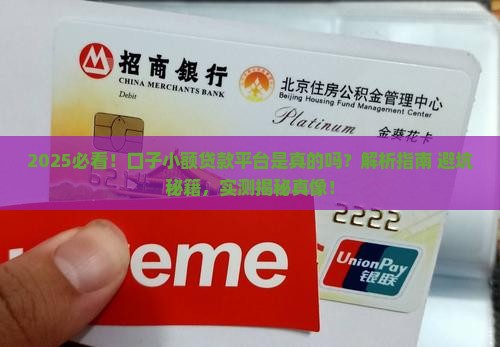 招商银行
CHINA MERCHANTS BANK
Debit
北京住房公积金管理中心
Beijing Housing Fund Management Center
Platinum
金葵花卡
2025必看！口子小额贷款平台是真的吗？解析指南 避坑
秘籍，实测揭秘真像！
2222
eme
UnionPay
银联